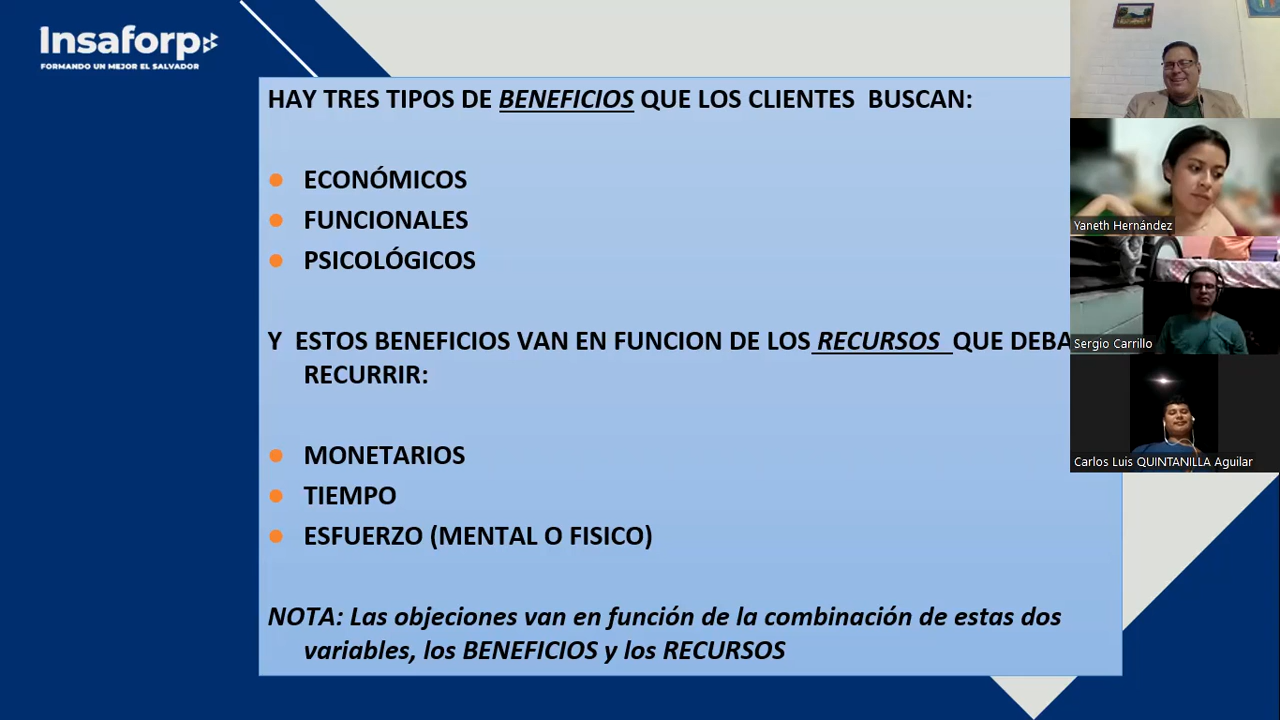 Insaforp
FORMANDO UN MEJOR EL SALVADOR
HAY TRES TIPOS DE BENEFICIOS QUE LOS CLIENTES BUSCAN:
ECONÓMICOS
FUNCIONALES
PSICOLÓGICOS
Y ESTOS BENEFICIOS VAN EN FUNCION DE LOS RECURSOS QUE DEBA
RECURRIR:
MONETARIOS
TIEMPO
ESFUERZO (MENTAL O FISICO)
NOTA: Las objeciones van en función de la combinación de estas dos
variables, los BENEFICIOS y los RECURSOS
Yaneth Hernández
Sergio Carrillo
Carlos Luis QUINTANILLA Aguilar